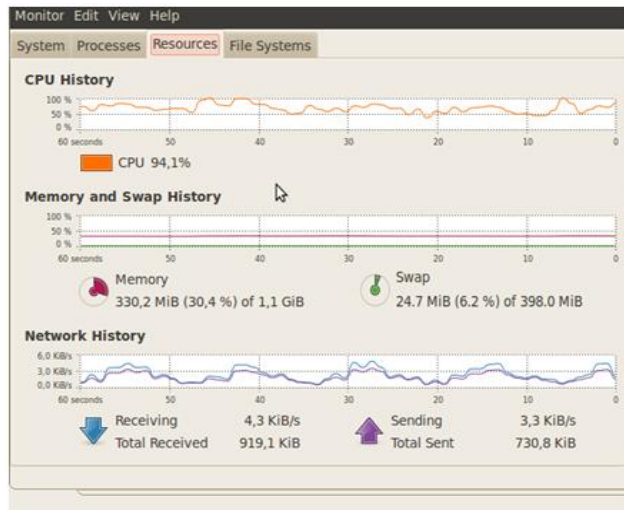 Monitor Edit View Help
System Processes Resources File Systems
CPU History
100 %
50 %
0 %
60 seconds 50 40 30 20 10 0
CPU 94,1%
Memory and Swap History
100 %
50 %
0 %
60 seconds 50 40 30 20 10 0
Memory Swap
330,2 MiB (30,4 %) of 1,1 GiB 24.7 MiB (6.2 %) of 398.0 MiB
Network History
6,0 KiB/s
3,0 KiB/s
0,0 KiB/s
60 seconds 50 40 30 20 10 0
Receiving 4,3 KiB/s Sending 3,3 KiB/s
Total Received 919,1 KiB Total Sent 730,8 KiB